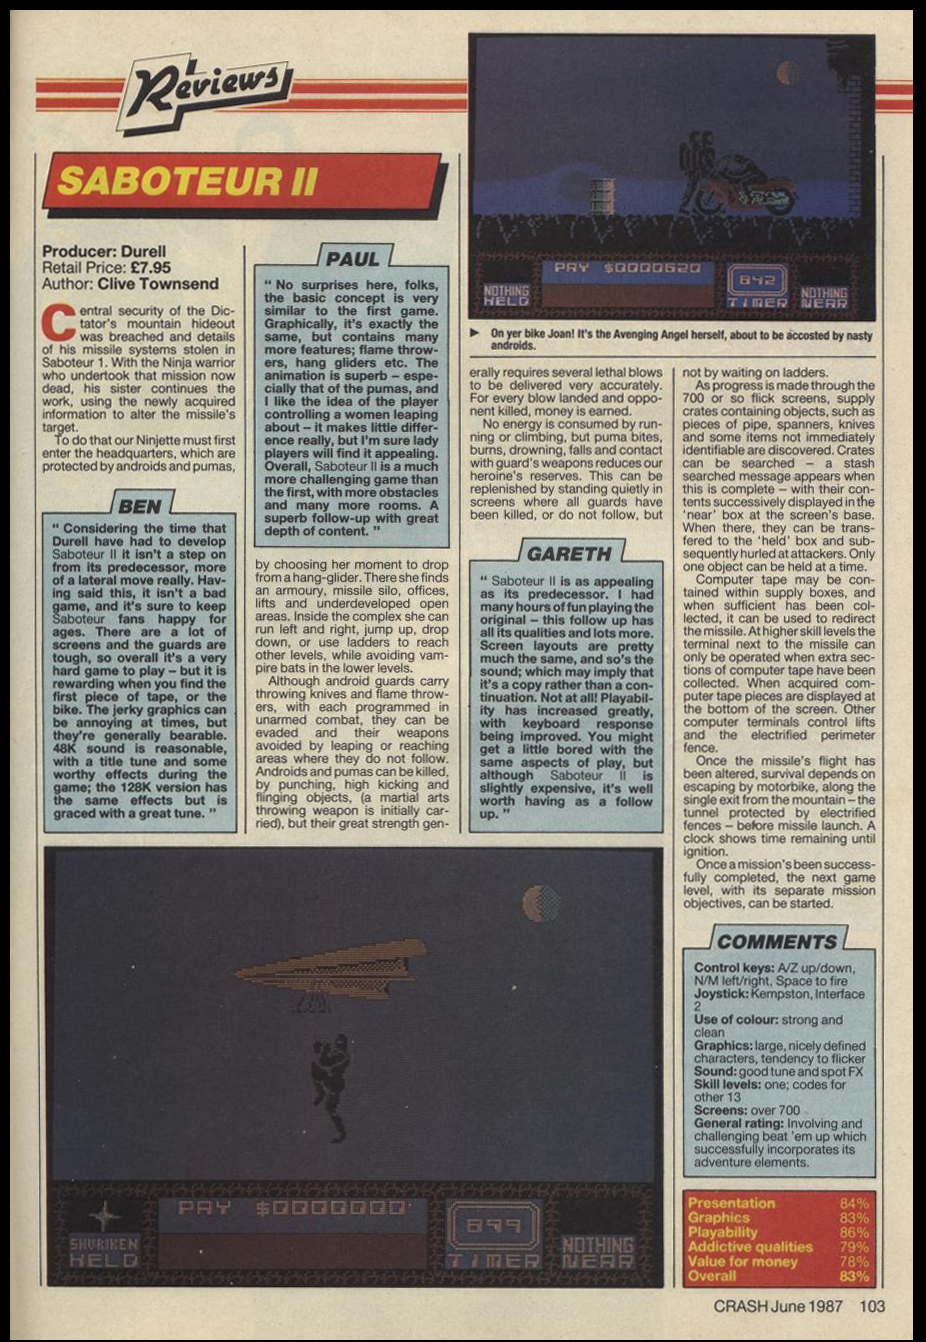 Reviews
SABOTEUR II
Producer: Durell
Retail Price: £7.95
Author: Clive Townsend
Central security of the Dic-
tator's mountain hideout
was breached and details
of his missile systems stolen in
Saboteur 1. With the Ninja warrior
who undertook that mission now
dead, his sister continues the
work, using the newly acquired
information to alter the missile's
target.
To do that our Ninjette must first
enter the headquarters, which are
protected by androids and pumas,
BEN
" Considering the time that
Durell have had to develop
Saboteur II it isn't a step on
from its predecessor, more
of a lateral move really. Hav-
ing said this, it isn't a bad
game, and it's sure to keep
Saboteur fans happy for
ages. There are a lot of
screens and the guards are
tough, so overall it's a very
hard game to play – but it is
rewarding when you find the
first piece of tape, or the
bike. The jerky graphics can
be annoying at times, but
they're generally bearable.
48K sound is reasonable,
with a title tune and some
worthy effects during the
game; the 128K version has
the same effects but is
graced with a great tune. "
PAUL
" No surprises here, folks,
the basic concept is very
similar to the first game.
Graphically, it's exactly the
same, but contains many
more features; flame throw-
ers, hang gliders etc. The
animation is superb – espe-
cially that of the pumas, and
I like the idea of the player
controlling a women leaping
about – it makes little differ-
ence really, but I'm sure lady
players will find it appealing.
Overall, Saboteur II is a much
more challenging game than
the first, with more obstacles
and many more rooms. A
superb follow-up with great
depth of content. "
by choosing her moment to drop
from a hang-glider. There she finds
an armoury, missile silo, offices,
lifts and underdeveloped open
areas. Inside the complex she can
run left and right, jump up, drop
down, or use ladders to reach
other levels, while avoiding vam-
pire bats in the lower levels.
Although android guards carry
throwing knives and flame throw-
ers, with each programmed in
unarmed combat, they can be
evaded and their weapons
avoided by leaping or reaching
areas where they do not follow.
Androids and pumas can be killed,
by punching, high kicking and
flinging objects, (a martial arts
throwing weapon is initially car-
ried), but their great strength gen-
PAY $0000620
NOTHING
HELD
842
TIMER
NOTHING
NEAR
► On yer bike Joan! It's the Avenging Angel herself, about to be accosted by nasty
androids.
erally requires several lethal blows
to be delivered very accurately.
For every blow landed and oppo-
nent killed, money is earned.
No energy is consumed by run-
ning or climbing, but puma bites,
burns, drowning, falls and contact
with guard's weapons reduces our
heroine's reserves. This can be
replenished by standing quietly in
screens where all guards have
been killed, or do not follow, but
GARETH
" Saboteur II is as appealing
as its predecessor. I had
many hours of fun playing the
original – this follow up has
all its qualities and lots more.
Screen layouts are pretty
much the same, and so's the
sound; which may imply that
it's a copy rather than a con-
tinuation. Not at all! Playabil-
ity has increased greatly,
with keyboard response
being improved. You might
get a little bored with the
same aspects of play, but
although Saboteur II is
slightly expensive, it's well
worth having as a follow
up. "
not by waiting on ladders.
As progress is made through the
700 or so flick screens, supply
crates containing objects, such as
pieces of pipe, spanners, knives
and some items not immediately
identifiable are discovered. Crates
can be searched – a stash
searched message appears when
this is complete – with their con-
tents successively displayed in the
'near' box at the screen's base.
When there, they can be trans-
fered to the 'held' box and sub-
sequently hurled at attackers. Only
one object can be held at a time.
Computer tape may be con-
tained within supply boxes, and
when sufficient has been col-
lected, it can be used to redirect
the missile. At higher skill levels the
terminal next to the missile can
only be operated when extra sec-
tions of computer tape have been
collected. When acquired com-
puter tape pieces are displayed at
the bottom of the screen. Other
computer terminals control lifts
and the electrified perimeter
fence.
Once the missile's flight has
been altered, survival depends on
escaping by motorbike, along the
single exit from the mountain – the
tunnel protected by electrified
fences – before missile launch. A
clock shows time remaining until
ignition.
Once a mission's been success-
fully completed, the next game
level, with its separate mission
objectives, can be started.
PAY $0000000
SHURIKEN
HELD
899
TIMER
NOTHING
NEAR
COMMENTS
Control keys: A/Z up/down,
N/M left/right, Space to fire
Joystick: Kempston, Interface
2
Use of colour: strong and
clean
Graphics: large, nicely defined
characters, tendency to flicker
Sound: good tune and spot FX
Skill levels: one; codes for
other 13
Screens: over 700
General rating: Involving and
challenging beat 'em up which
successfully incorporates its
adventure elements.
Presentation 84%
Graphics 83%
Playability 86%
Addictive qualities 79%
Value for money 78%
Overall 83%
CRASH June 1987 103